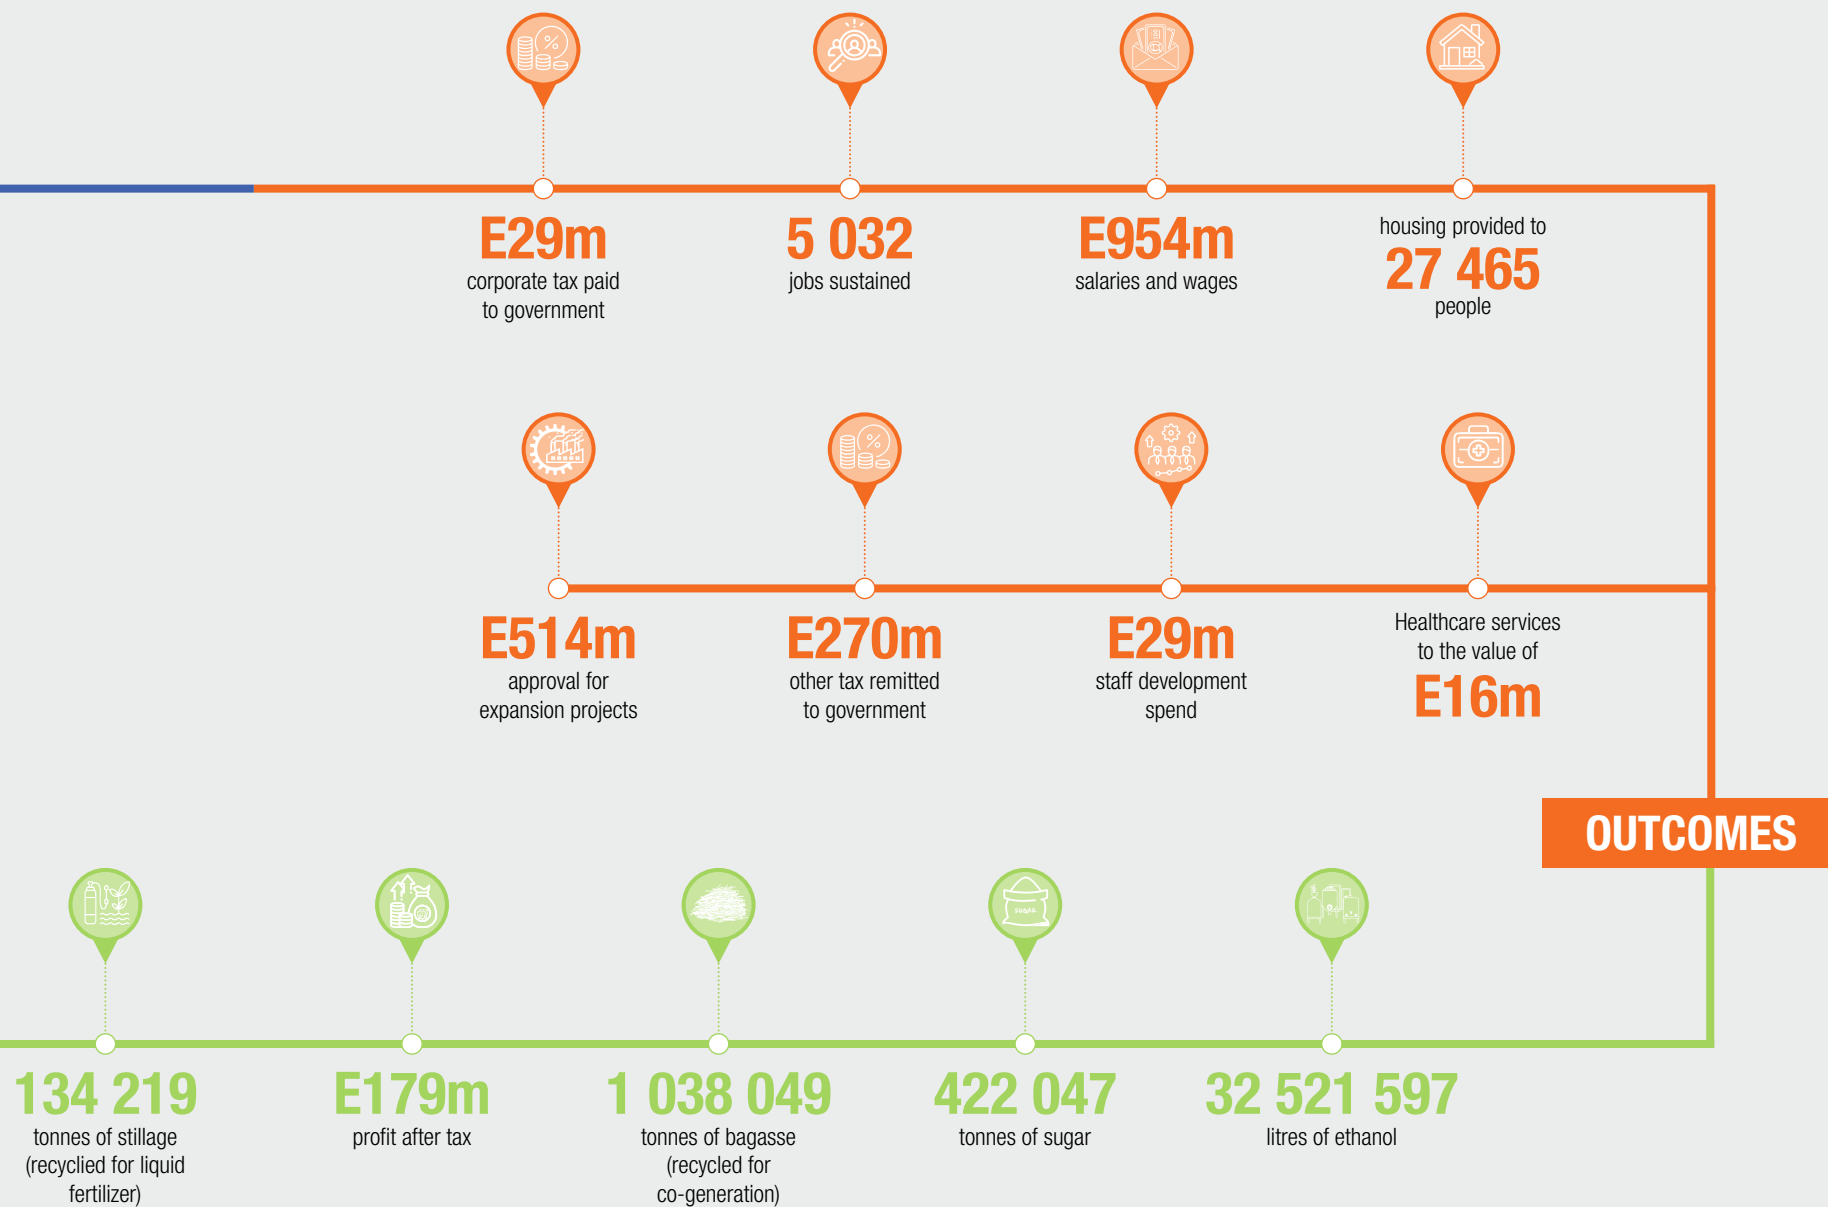 E29m
corporate tax paid
to government
5 032
jobs sustained
E954m
salaries and wages
housing provided to
27 465
people
E514m
approval for
expansion projects
E270m
other tax remitted
to government
E29m
staff development
spend
Healthcare services
to the value of
E16m
OUTCOMES
SUGAR
134 219
tonnes of stillage
(recyclied for liquid
fertilizer)
E179m
profit after tax
1 038 049
tonnes of bagasse
(recycled for
co-generation)
422 047
tonnes of sugar
32 521 597
litres of ethanol